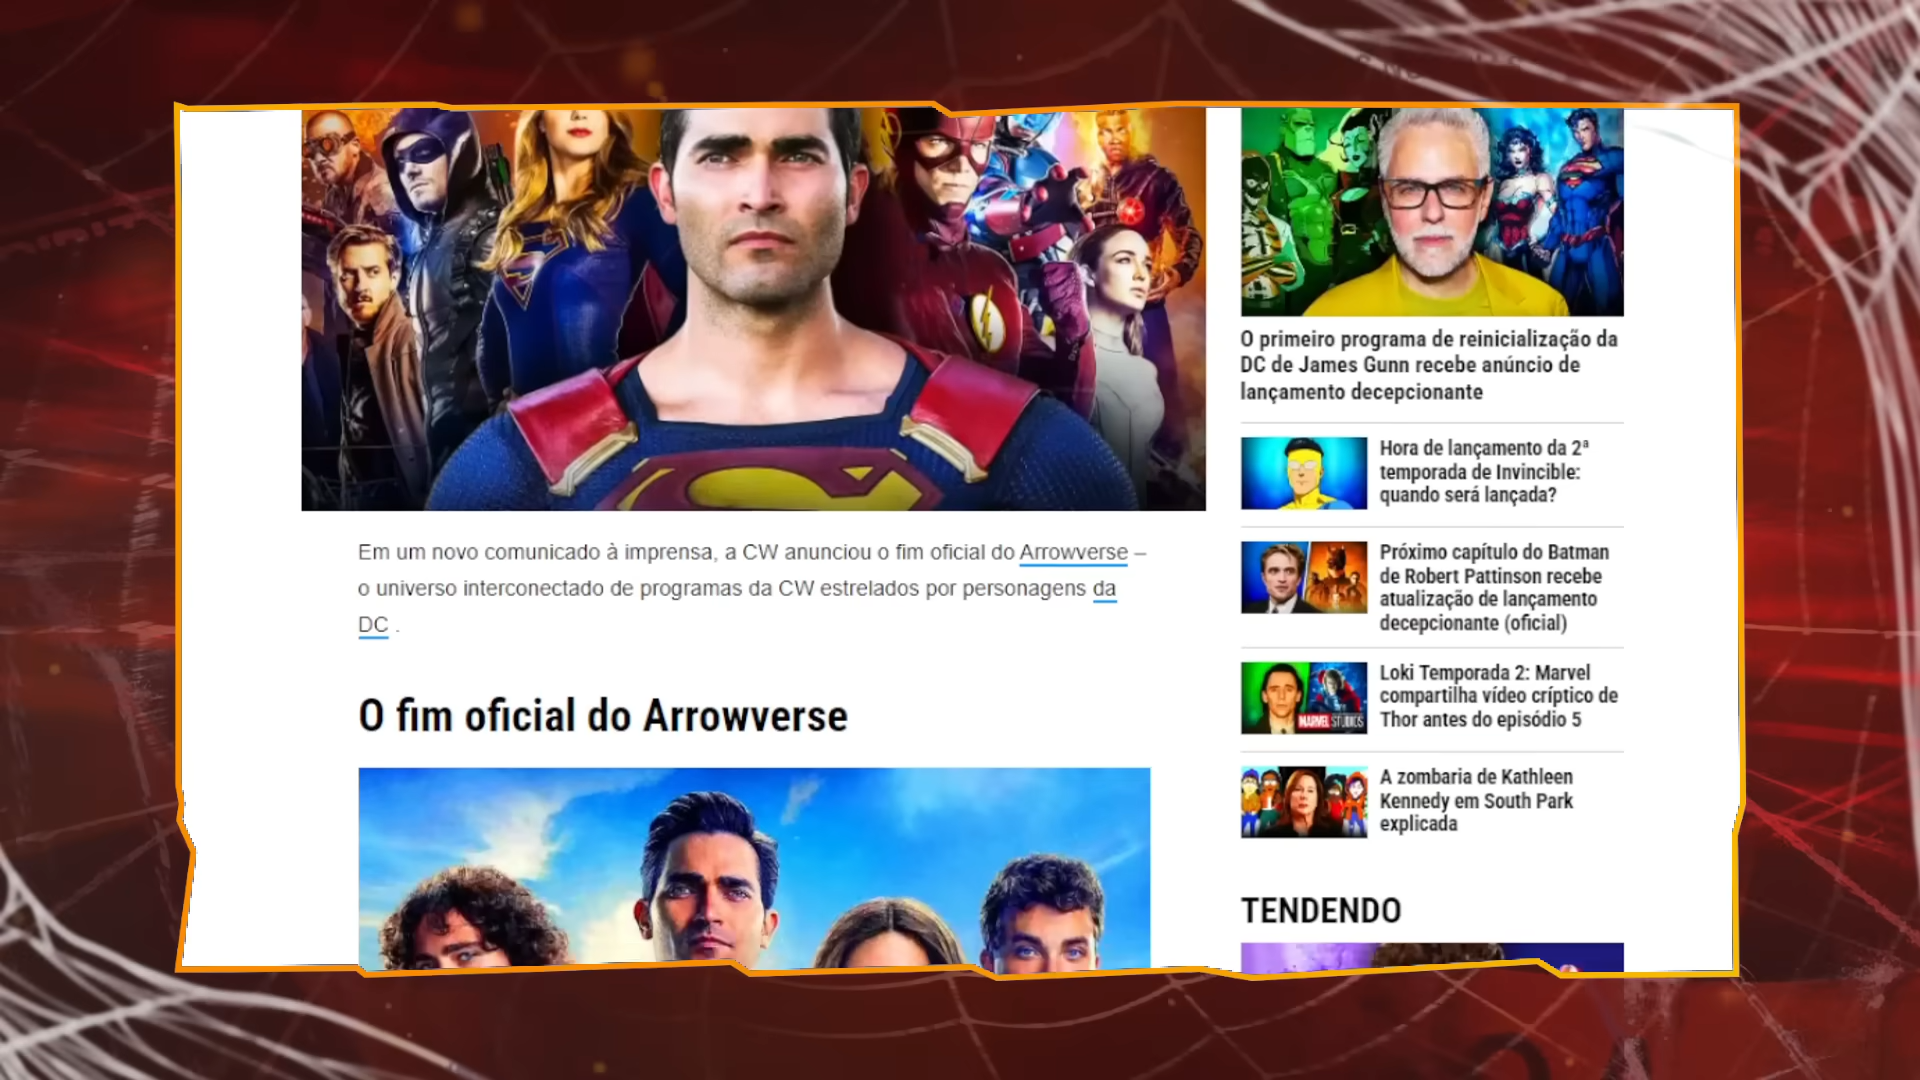 Em um novo comunicado à imprensa, a CW anunciou o fim oficial do Arrowverse –
o universo interconectado de programas da CW estrelados por personagens da
DC .
O fim oficial do Arrowverse
O primeiro programa de reinicialização da
DC de James Gunn recebe anúncio de
lançamento decepcionante
Hora de lançamento da 2ª
temporada de Invincible:
quando será lançada?
Próximo capítulo do Batman
de Robert Pattinson recebe
atualização de lançamento
decepcionante (oficial)
MARVEL STUDIOS
Loki Temporada 2: Marvel
compartilha vídeo críptico de
Thor antes do episódio 5
A zombaria de Kathleen
Kennedy em South Park
explicada
TENDENDO